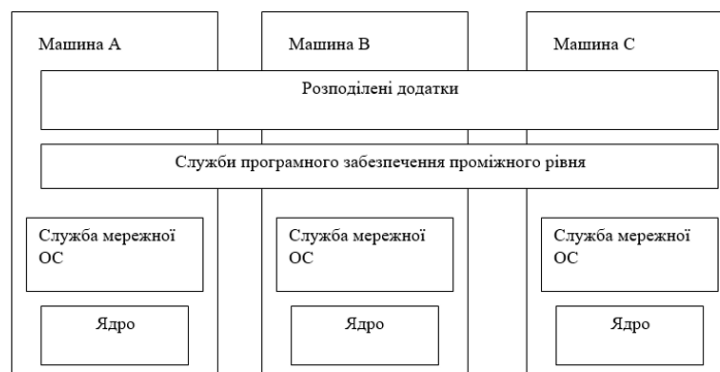 Машина А
Машина В
Машина С
Розподілені додатки
Служби програмного забезпечення проміжного рівня
Служба мережної
ОС
Служба мережної
ОС
Служба мережної
ОС
Ядро
Ядро
Ядро